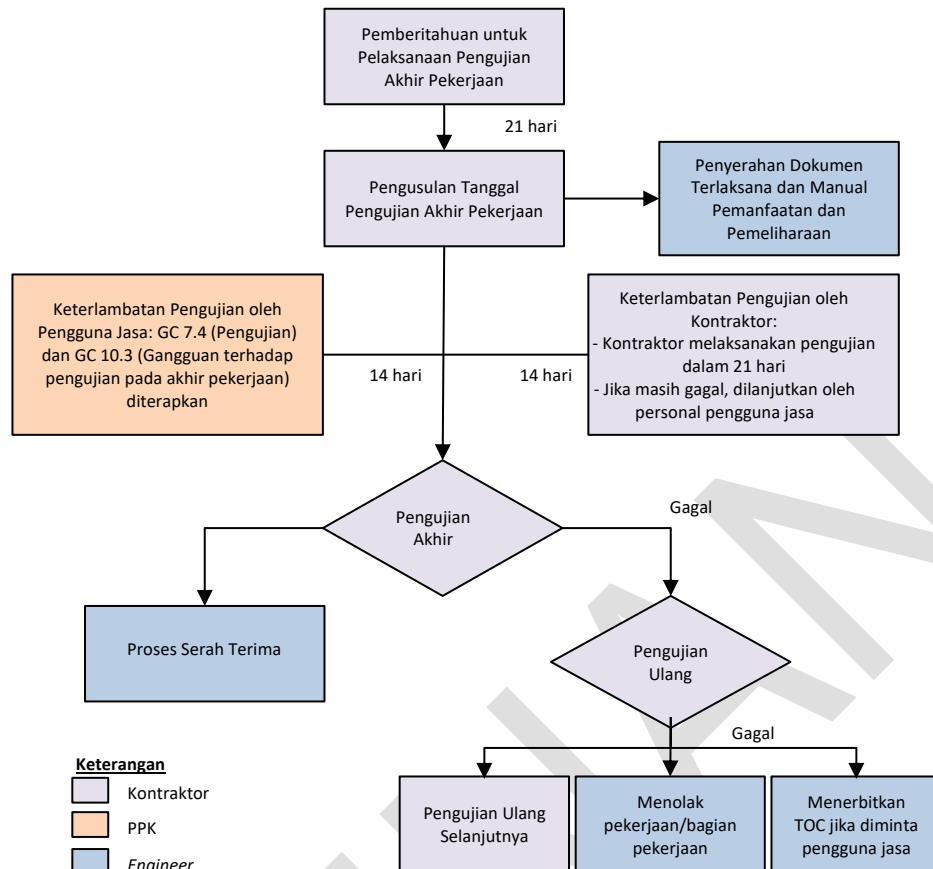 Pemberitahuan untuk
Pelaksanaan Pengujian
Akhir Pekerjaan
21 hari
Pengusulan Tanggal
Pengujian Akhir Pekerjaan
Penyerahan Dokumen
Terlaksana dan Manual
Pemanfaatan dan
Pemeliharaan
Keterlambatan Pengujian oleh
Pengguna Jasa: GC 7.4 (Pengujian)
dan GC 10.3 (Gangguan terhadap
pengujian pada akhir pekerjaan)
diterapkan
14 hari
14 hari
Keterlambatan Pengujian oleh
Kontraktor:
- Kontraktor melaksanakan pengujian
dalam 21 hari
- Jika masih gagal, dilanjutkan oleh
personal pengguna jasa
Pengujian
Akhir
Gagal
Proses Serah Terima
Pengujian
Ulang
Gagal
Pengujian Ulang
Selanjutnya
Menolak
pekerjaan/bagian
pekerjaan
Menerbitkan
TOC jika diminta
pengguna jasa
Keterangan
Kontraktor
PPK
Engineer